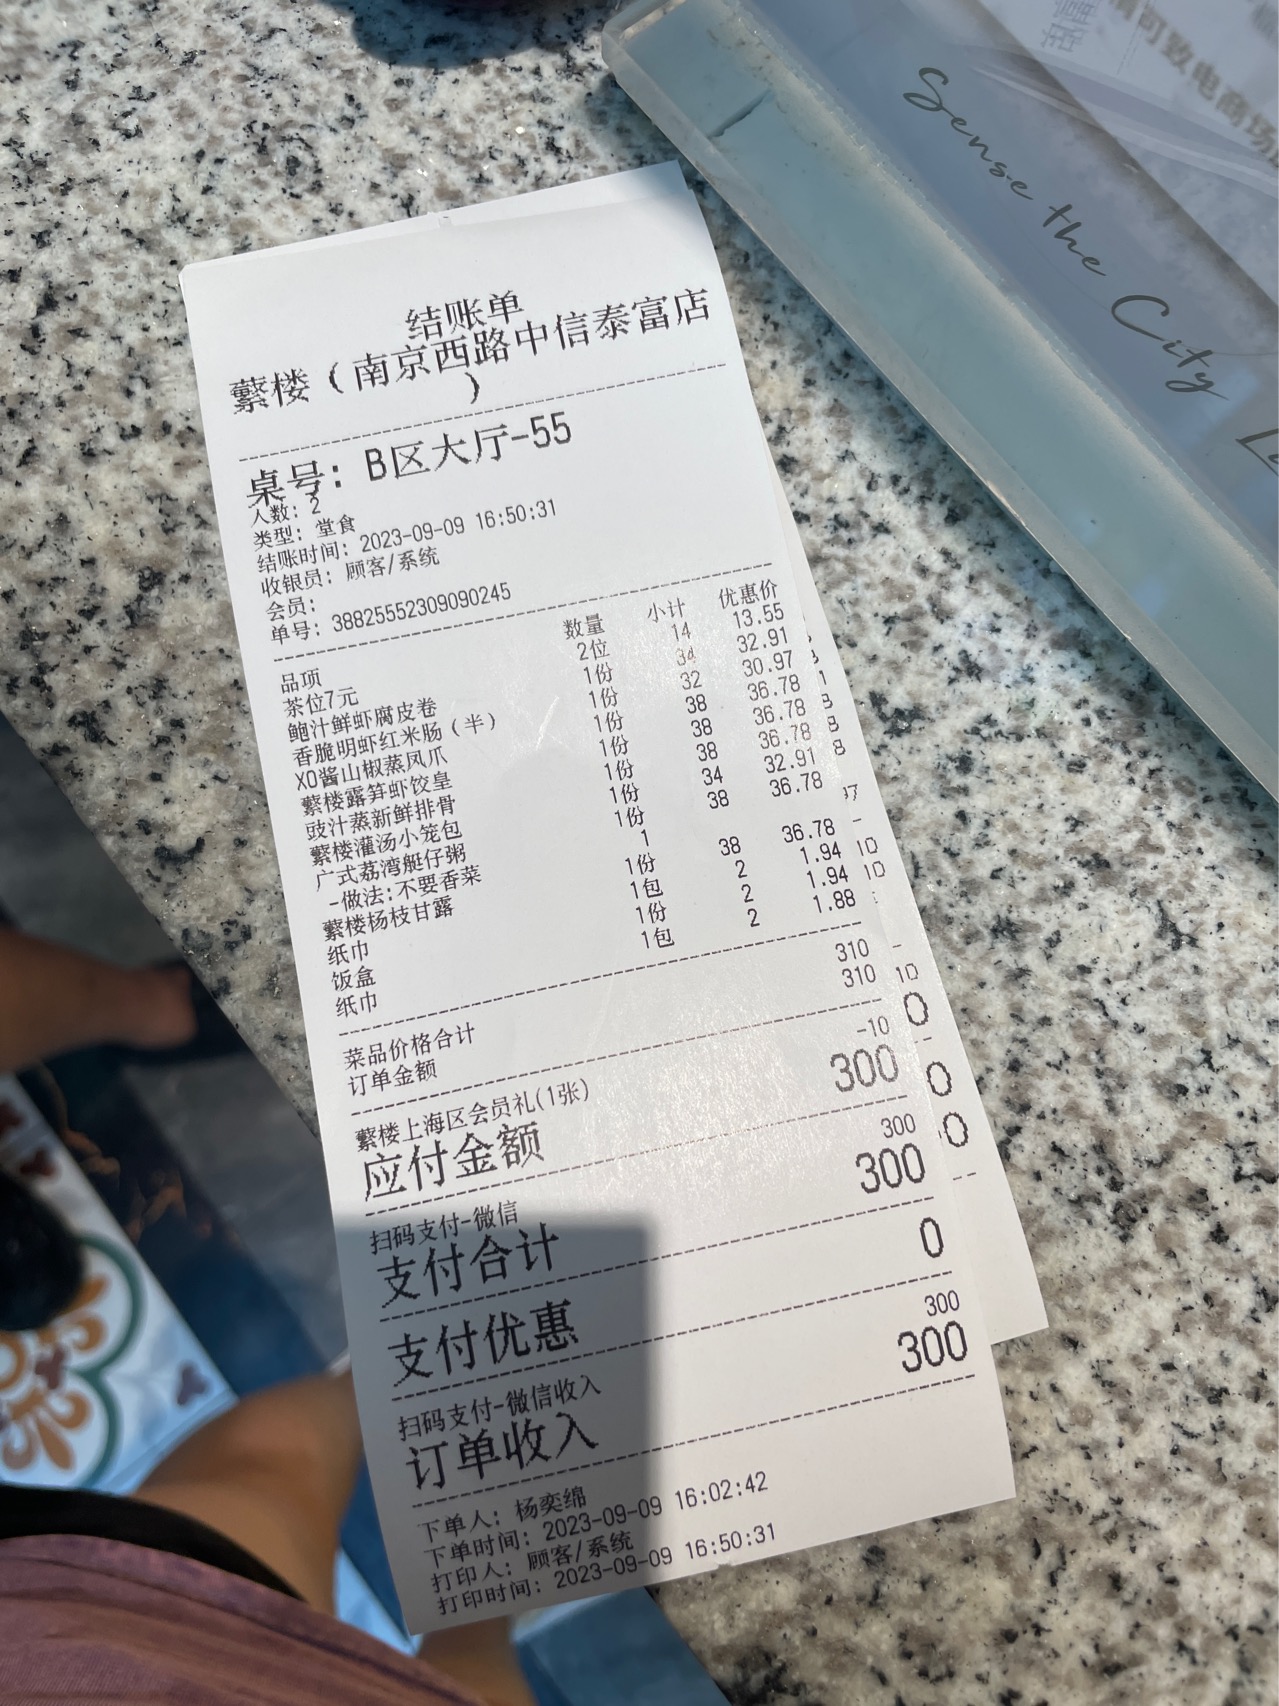 结账单
蘩楼（南京西路中信泰富店
）
桌号: B区大厅-55
人数: 2
类型: 堂食
结账时间: 2023-09-09 16:50:31
收银员: 顾客/系统
会员:
单号: 38825552309090245
品项 数量 小计 优惠价
茶位7元 2位 14 13.55
鲍汁鲜虾腐皮卷 1份 34 32.91
香脆明虾红米肠（半） 1份 32 30.97
XO酱山椒蒸凤爪 1份 38 36.78
蘩楼露笋虾饺皇 1份 38 36.78
豉汁蒸新鲜排骨 1份 38 36.78
蘩楼灌汤小笼包 1份 34 32.91
广式荔湾艇仔粥 1份 38 36.78
-做法:不要香菜 1
蘩楼杨枝甘露 1份 38 36.78
纸巾 1包 2 1.94
饭盒 1份 2 1.94
纸巾 1包 2 1.88
菜品价格合计 310
订单金额 310
蘩楼上海区会员礼(1张) -10
应付金额 300
扫码支付-微信 300
支付合计 300
支付优惠 0
扫码支付-微信收入 300
订单收入 300
下单人: 杨奕绵
下单时间: 2023-09-09 16:02:42
打印人: 顾客/系统
打印时间: 2023-09-09 16:50:31
Sense the City
可致电商场